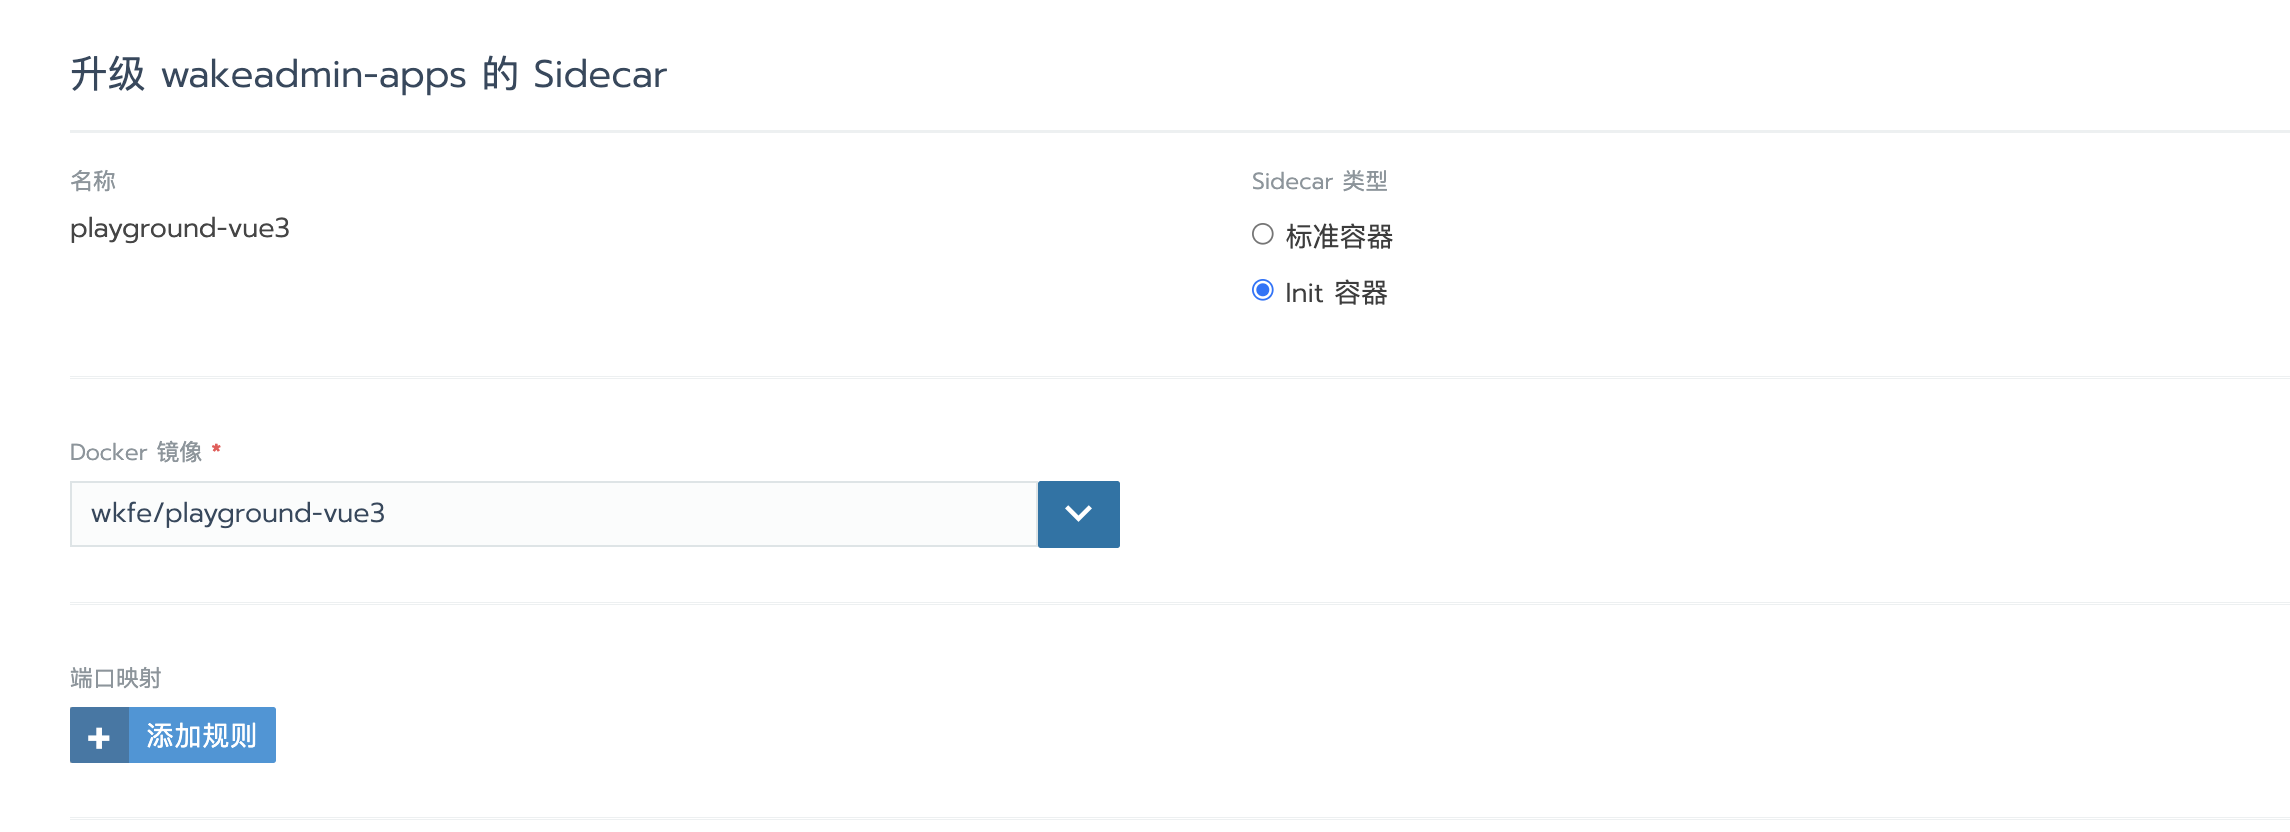 升级 wakeadmin-apps 的 Sidecar
名称
playground-vue3
Sidecar 类型
标准容器
Init 容器
Docker 镜像 *
wkfe/playground-vue3
端口映射
+ 添加规则